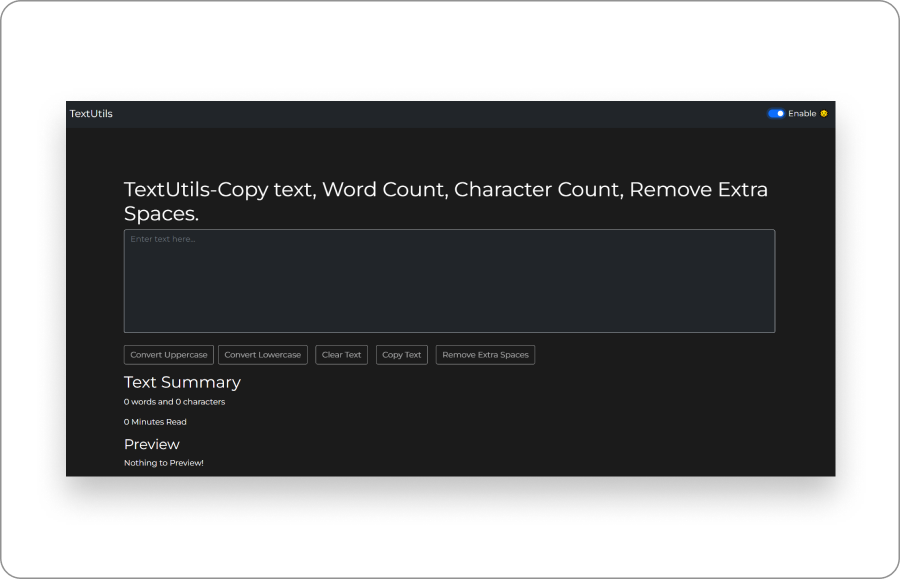 TextUtils
Enable 😉
TextUtils-Copy text, Word Count, Character Count, Remove Extra
Spaces.
Enter text here...
Convert Uppercase Convert Lowercase Clear Text Copy Text Remove Extra Spaces
Text Summary
0 words and 0 characters
0 Minutes Read
Preview
Nothing to Preview!